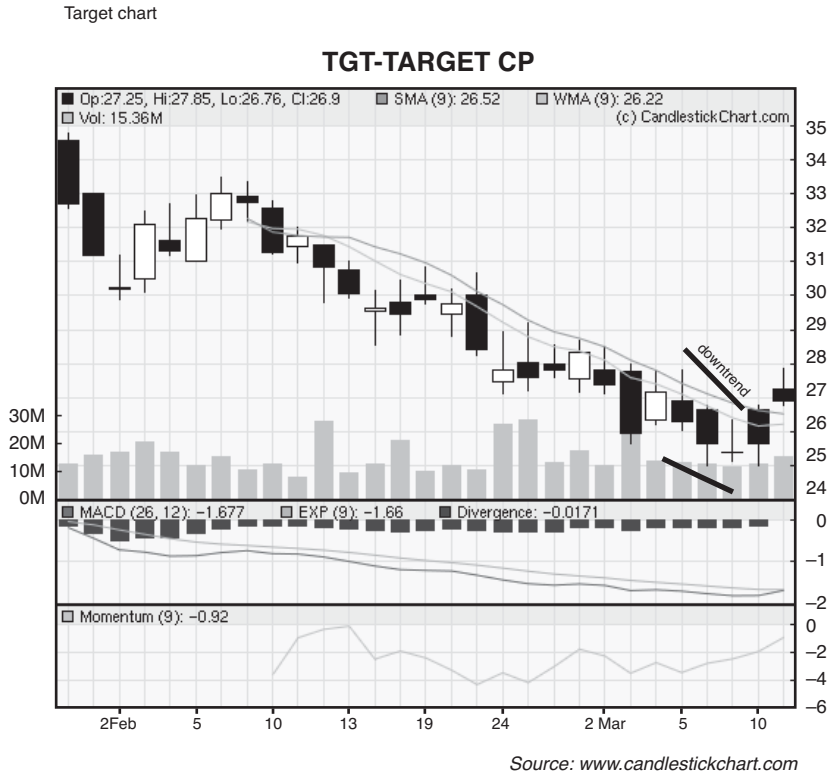 Target chart
TGT-TARGET CP
Op:27.25, Hi:27.85, Lo:26.76, Cl:26.9 SMA (9): 26.52 WMA (9): 26.22
Vol: 15.36M (c) CandlestickChart.com
35
34
33
32
31
30
29
28
downtrend
27
30M 26
20M 25
10M
24
0M
MACD (26, 12): −1.677 EXP (9): −1.66 Divergence: −0.0171
0
−1
−2
Momentum (9): −0.92
0
−2
−4
−6
2Feb 5 10 13 19 24 2 Mar 5 10
Source: www.candlestickchart.com